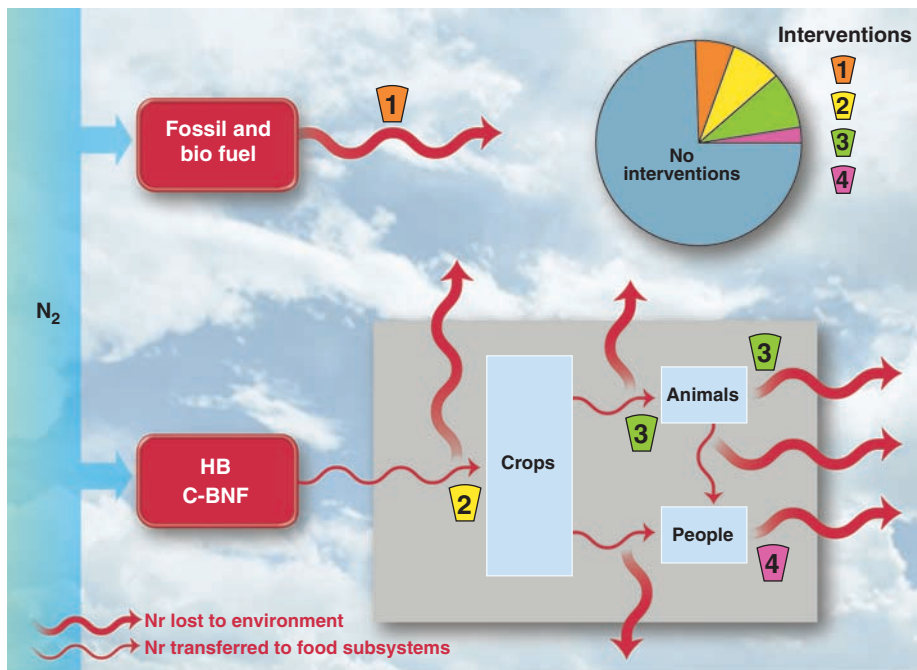 Interventions
1
1
2
3
4
Fossil and
bio fuel
No
interventions
N2
3
Animals
3
HB
C-BNF
Crops
2
People
4
Nr lost to environment
Nr transferred to food subsystems